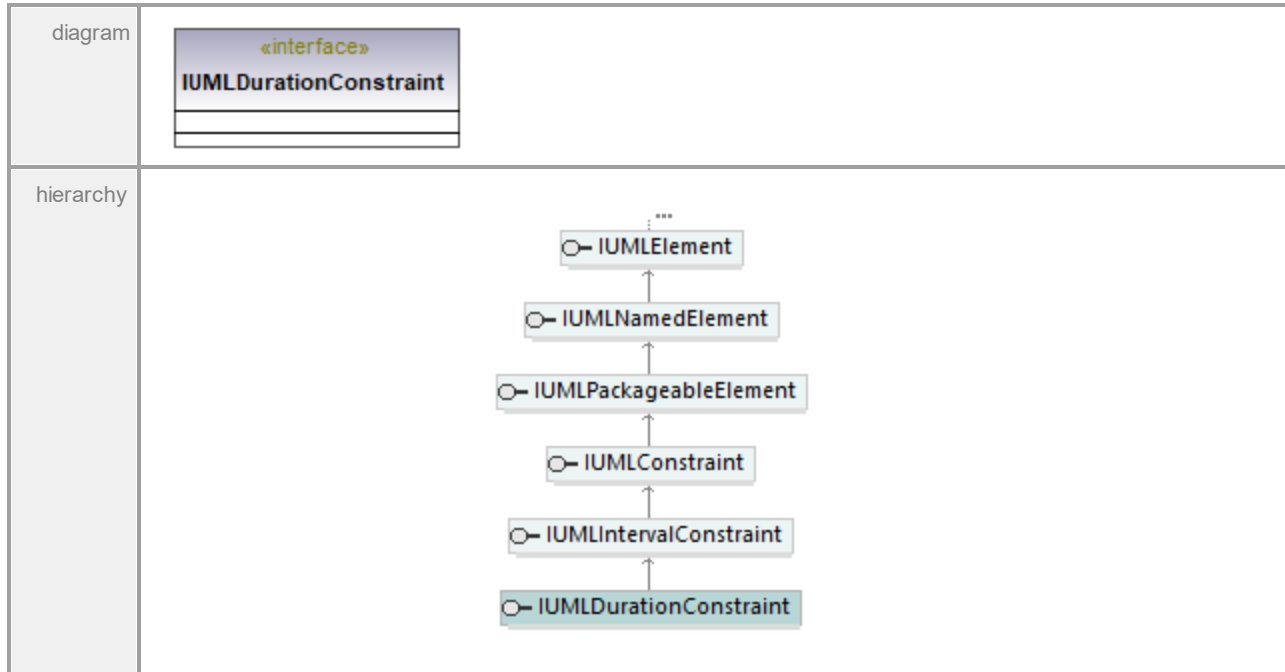 diagram
«interface»
IUMLDurationConstraint
hierarchy
...
IUMLElement
IUMLNamedElement
IUMLPackageableElement
IUMLConstraint
IUMLIntervalConstraint
IUMLDurationConstraint